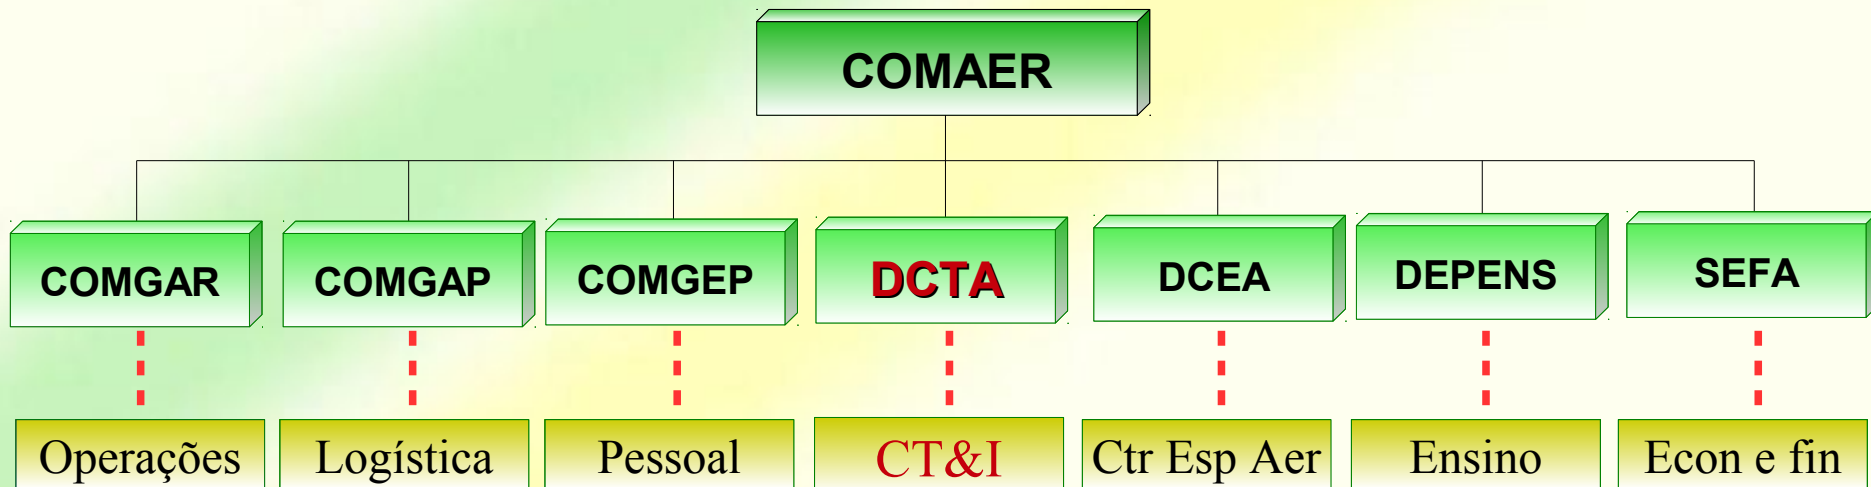 COMAER
COMGAR
COMGAP
COMGEP
DCTA
DCEA
DEPENS
SEFA
Operações
Logística
Pessoal
CT&I
Ctr Esp Aer
Ensino
Econ e fin